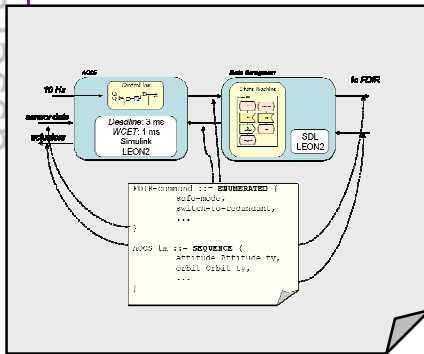 AOCS
Control law
10 Hz
sensor data
actuators
Deadline: 3 ms
WCET: 1 ms
Simulink
LEON2
Data Management
State Machine
SDL
LEON2
to FDIR
FDIR-command ::= ENUMERATED {
safe-mode,
switch-to-redundant,
...
}
AOCS tm ::= SEQUENCE {
attitude Attitude ty,
orbit Orbit ty,
...
}